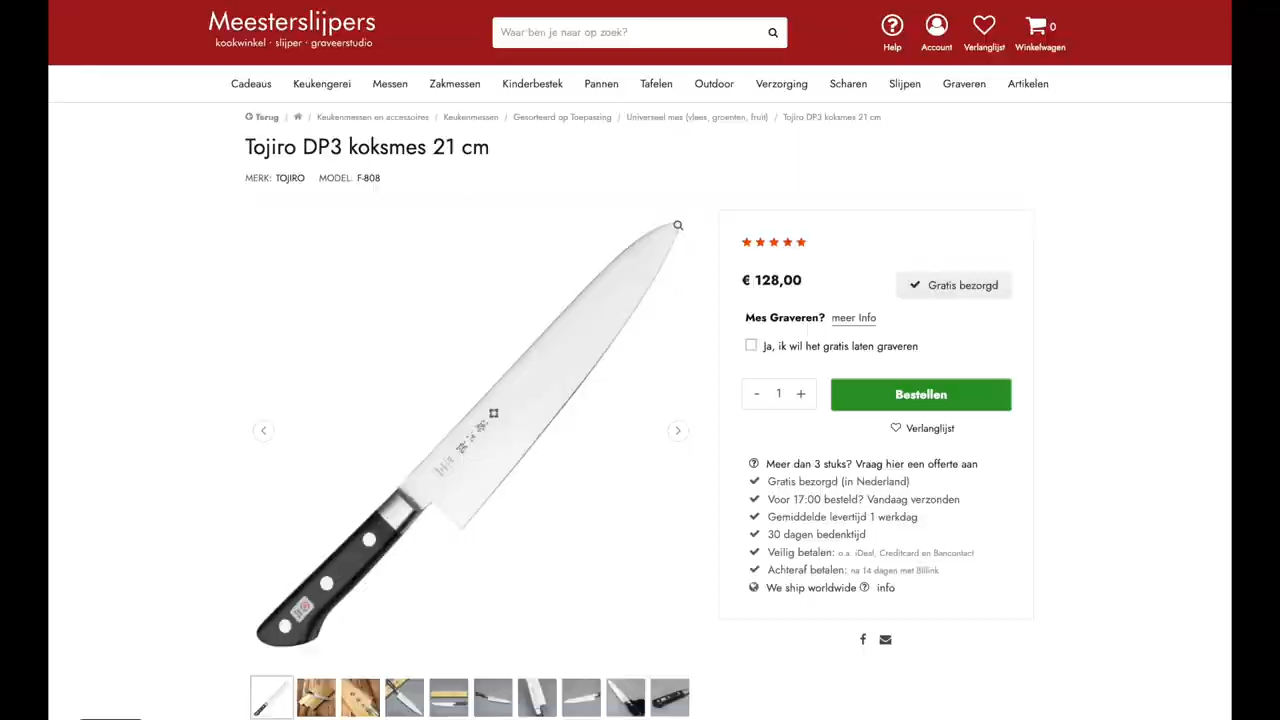 Meesterslijpers
kookwinkel · slijper · graveerstudio
Waar ben je naar op zoek?
Help
Account
Verlanglijst
0
Winkelwagen
Cadeaus Keukengerei Messen Zakmessen Kinderbestek Pannen Tafelen Outdoor Verzorging Scharen Slijpen Graveren Artikelen
Terug / / Keukenmessen en accessoires / Keukenmessen / Gesorteerd op Toepassing / Universeel mes (vlees, groenten, fruit) / Tojiro DP3 koksmes 21 cm
Tojiro DP3 koksmes 21 cm
MERK: TOJIRO MODEL: F-808
€ 128,00
Gratis bezorgd
Mes Graveren? meer Info
Ja, ik wil het gratis laten graveren
- 1 +
Bestellen
Verlanglijst
Meer dan 3 stuks? Vraag hier een offerte aan
Gratis bezorgd (in Nederland)
Voor 17:00 besteld? Vandaag verzonden
Gemiddelde levertijd 1 werkdag
30 dagen bedenktijd
Veilig betalen: o.a. iDeal, Creditcard en Bancontact
Achteraf betalen: na 14 dagen met Billink
We ship worldwide info